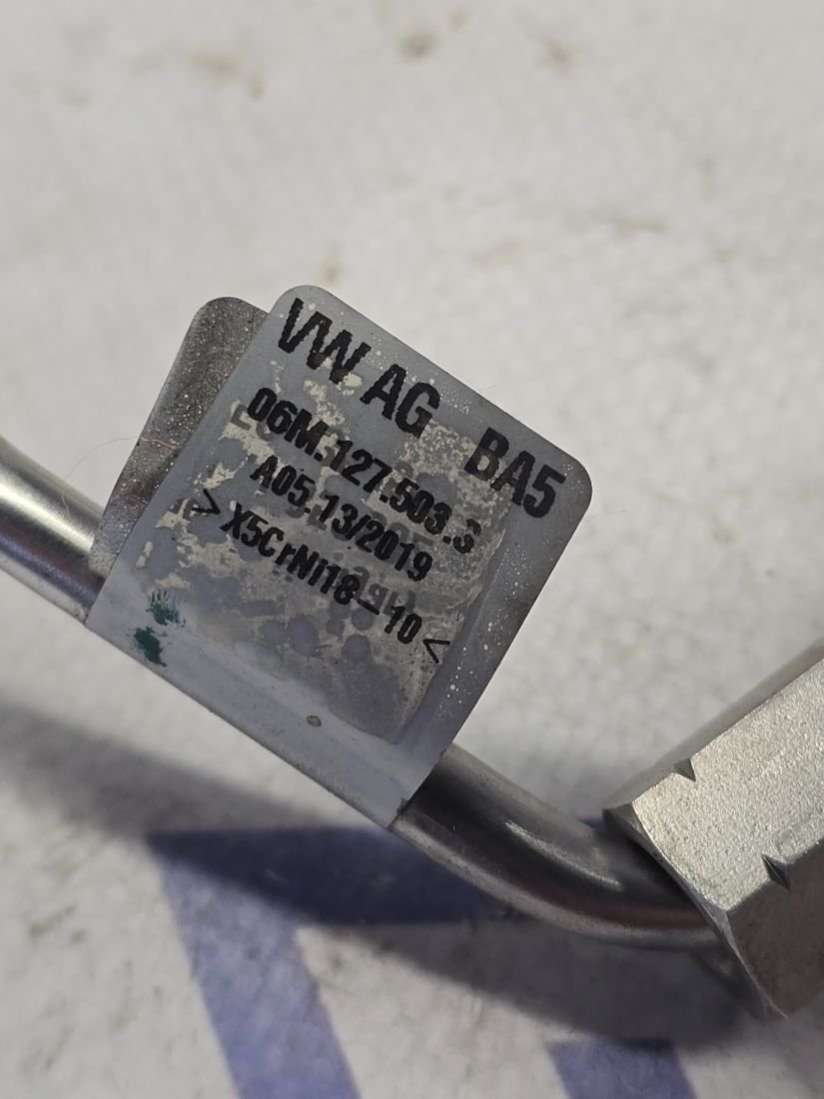 VW AG BA5
06M.127.503.S
A05.13/2019
>X5CrNi18-10<